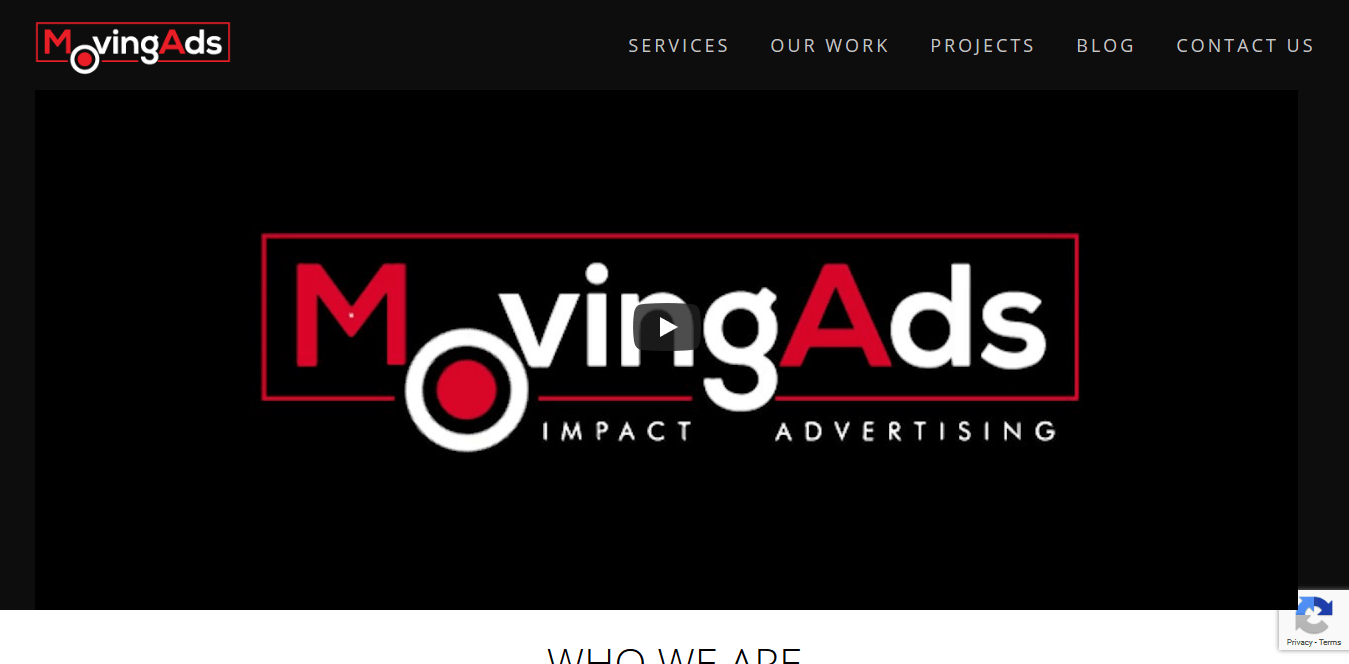 MovingAds
SERVICES OUR WORK PROJECTS BLOG CONTACT US
MovingAds
IMPACT ADVERTISING
WHO WE ARE
Privacy - Terms